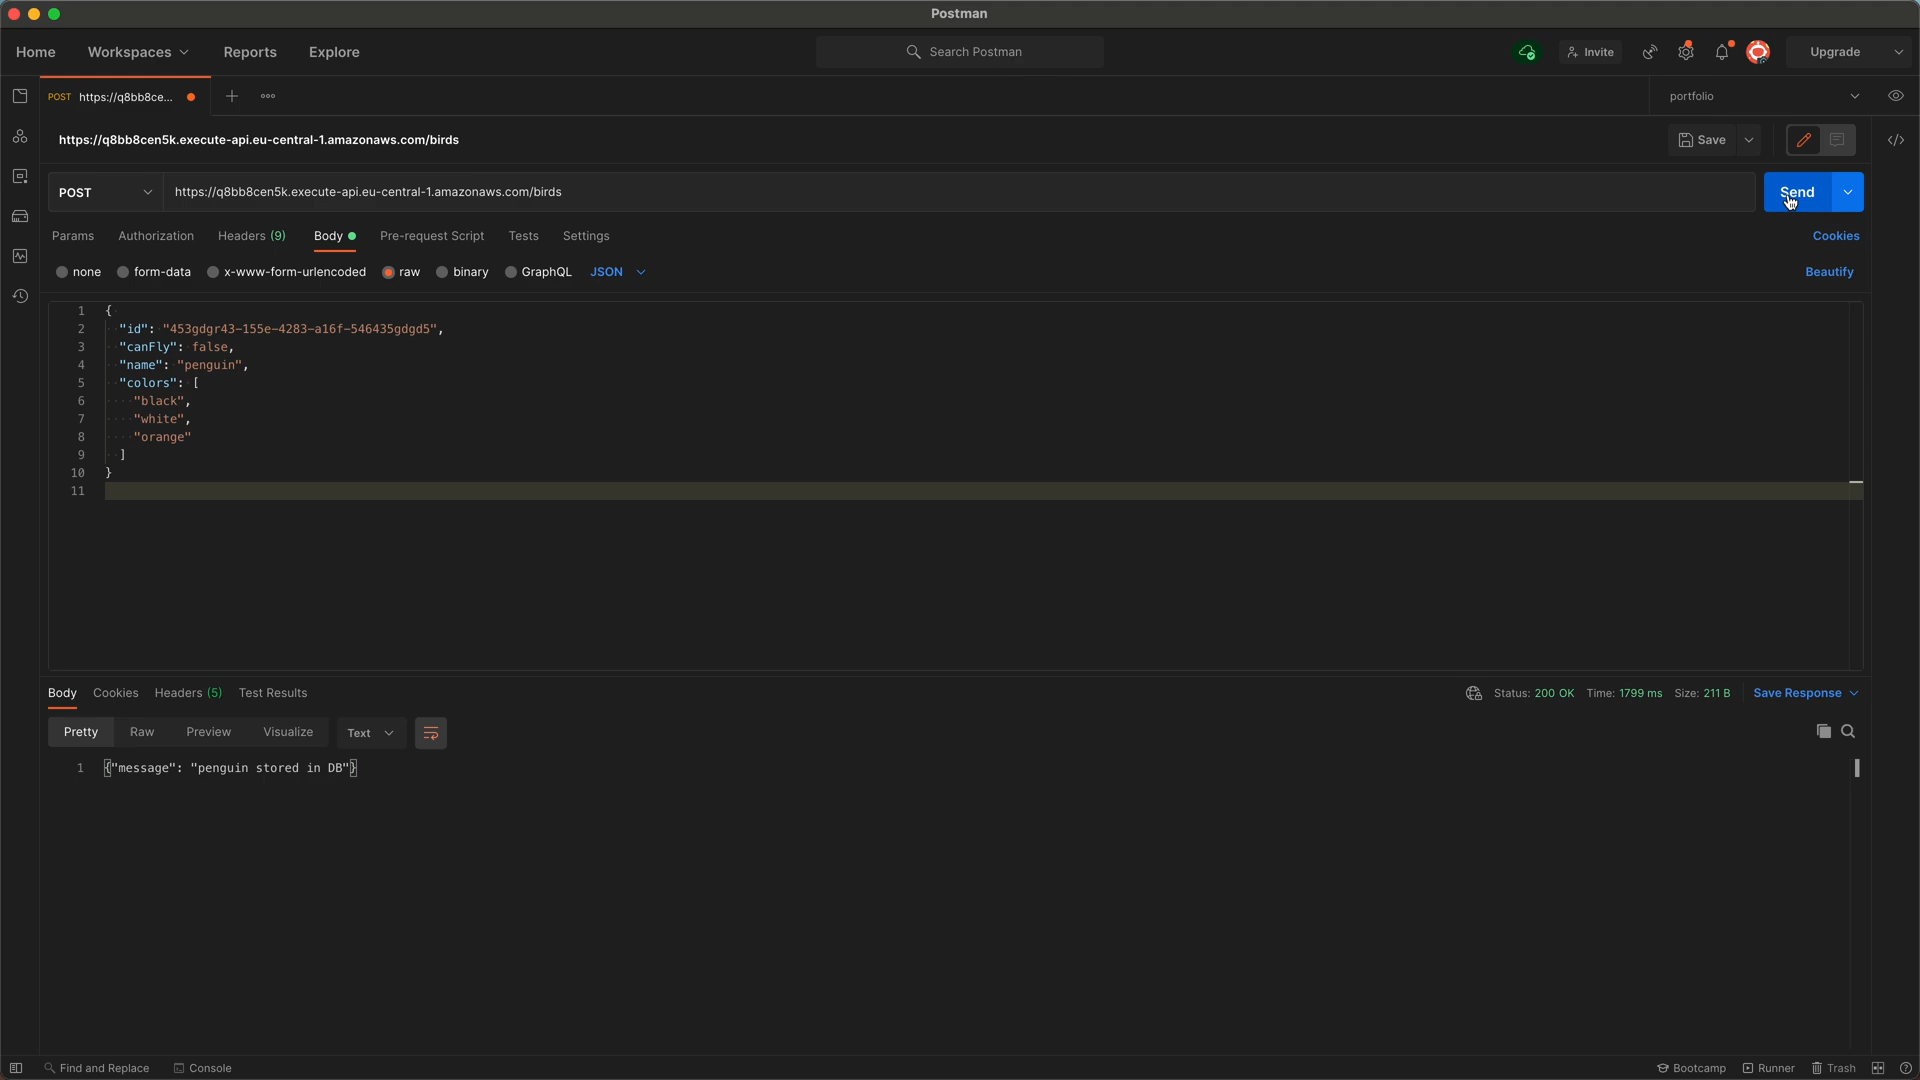 Postman
Home Workspaces Reports Explore Search Postman Invite Upgrade
POST https://q8bb8ce... portfolio
https://q8bb8cen5k.execute-api.eu-central-1.amazonaws.com/birds Save
POST https://q8bb8cen5k.execute-api.eu-central-1.amazonaws.com/birds Send
Params Authorization Headers (9) Body Pre-request Script Tests Settings Cookies
none form-data x-www-form-urlencoded raw binary GraphQL JSON Beautify
1 {
2 "id": "453gdgr43-155e-4283-a16f-546435gdgd5",
3 "canFly": false,
4 "name": "penguin",
5 "colors": [
6 "black",
7 "white",
8 "orange"
9 ]
10 }
11
Body Cookies Headers (5) Test Results Status: 200 OK Time: 1799 ms Size: 211 B Save Response
Pretty Raw Preview Visualize Text
1 {"message": "penguin stored in DB"}
Find and Replace Console Bootcamp Runner Trash